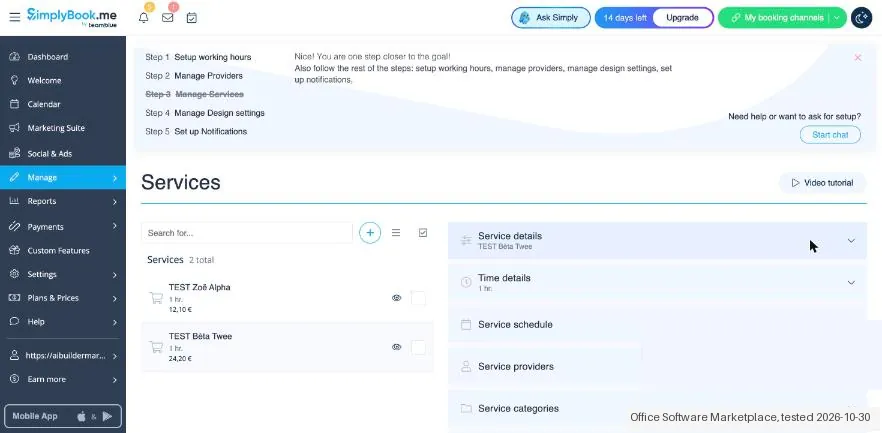 SimplyBook.me
by teamblue
Ask Simply
14 days left
Upgrade
My booking channels
Dashboard
Welcome
Calendar
Marketing Suite
Social & Ads
Manage
Reports
Payments
Custom Features
Settings
Plans & Prices
Help
https://aibuildermar...
Earn more
Mobile App & 
Step 1 Setup working hours
Step 2 Manage Providers
Step 3 Manage Services
Step 4 Manage Design settings
Step 5 Set up Notifications
Nice! You are one step closer to the goal!
Also follow the rest of the steps: setup working hours, manage providers, manage design settings, set
up notifications.
Need help or want to ask for setup?
Start chat
Services
Video tutorial
Search for...
Services 2 total
TEST Zoë Alpha
1 hr.
12,10 €
TEST Bèta Twee
1 hr.
24,20 €
Service details
TEST Bèta Twee
Time details
1 hr.
Service schedule
Service providers
Service categories
Office Software Marketplace, tested 2026-10-30